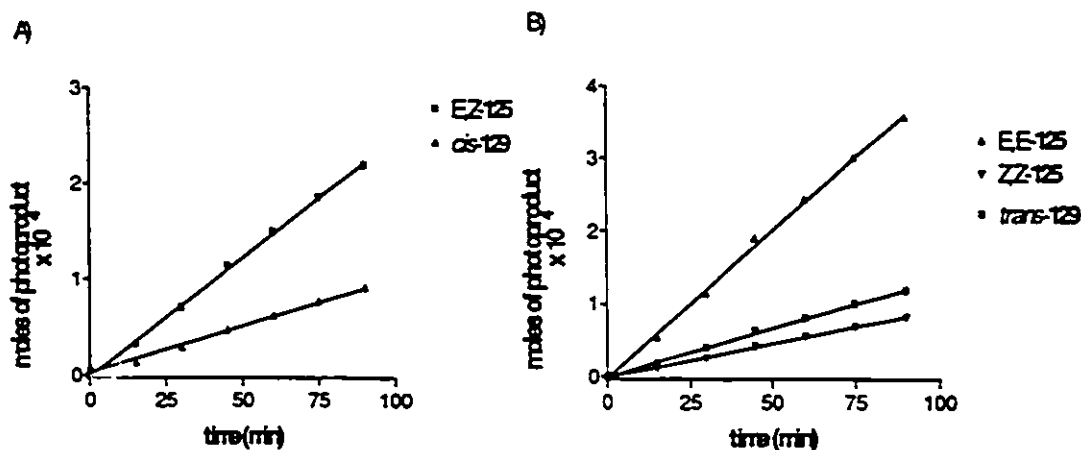 A)
3
2
1
0
0
25
50
75
100
moles of photoproduct
x 10^4
time (min)
E,Z-125
cis-129
B)
4
3
2
1
0
0
25
50
75
100
moles of photoproduct
x 10^4
time (min)
E,E-125
Z,Z-125
trans-129